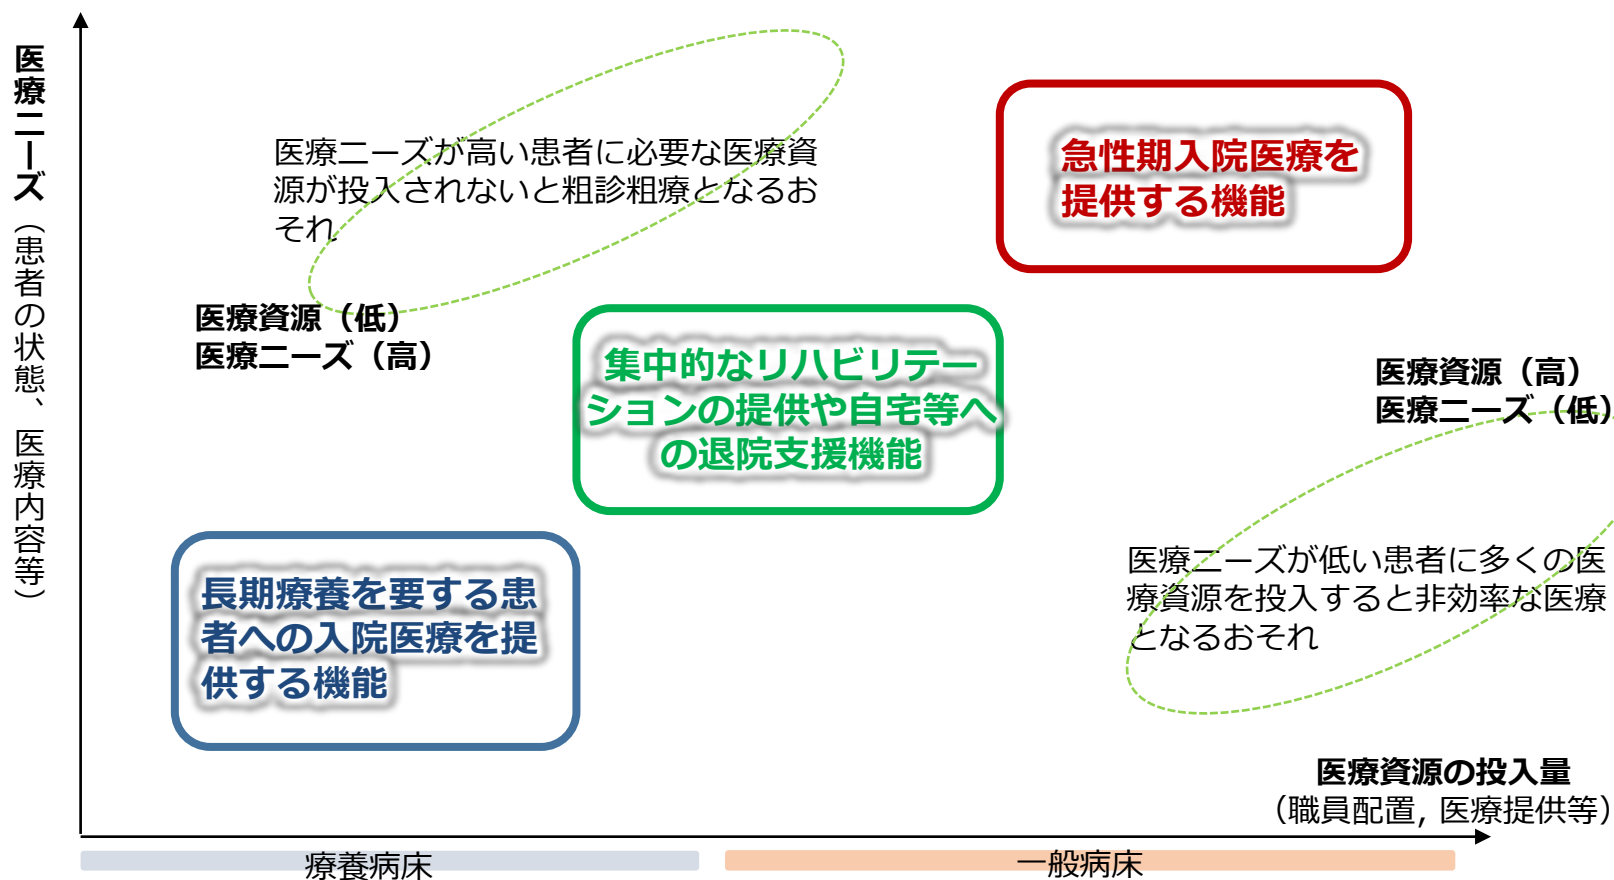 医療ニーズ（患者の状態、医療内容等）
医療ニーズが高い患者に必要な医療資
源が投入されないと粗診粗療となるお
それ
急性期入院医療を
提供する機能
医療資源（低）
医療ニーズ（高）
集中的なリハビリテー
ションの提供や自宅等へ
の退院支援機能
医療資源（高）
医療ニーズ（低）
長期療養を要する患
者への入院医療を提
供する機能
医療ニーズが低い患者に多くの医
療資源を投入すると非効率な医療
となるおそれ
医療資源の投入量
（職員配置, 医療提供等）
療養病床
一般病床